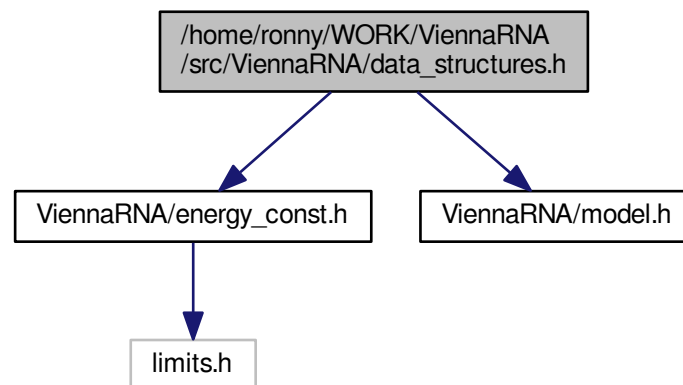 /home/ronny/WORK/ViennaRNA
/src/ViennaRNA/data_structures.h
ViennaRNA/energy_const.h
ViennaRNA/model.h
limits.h